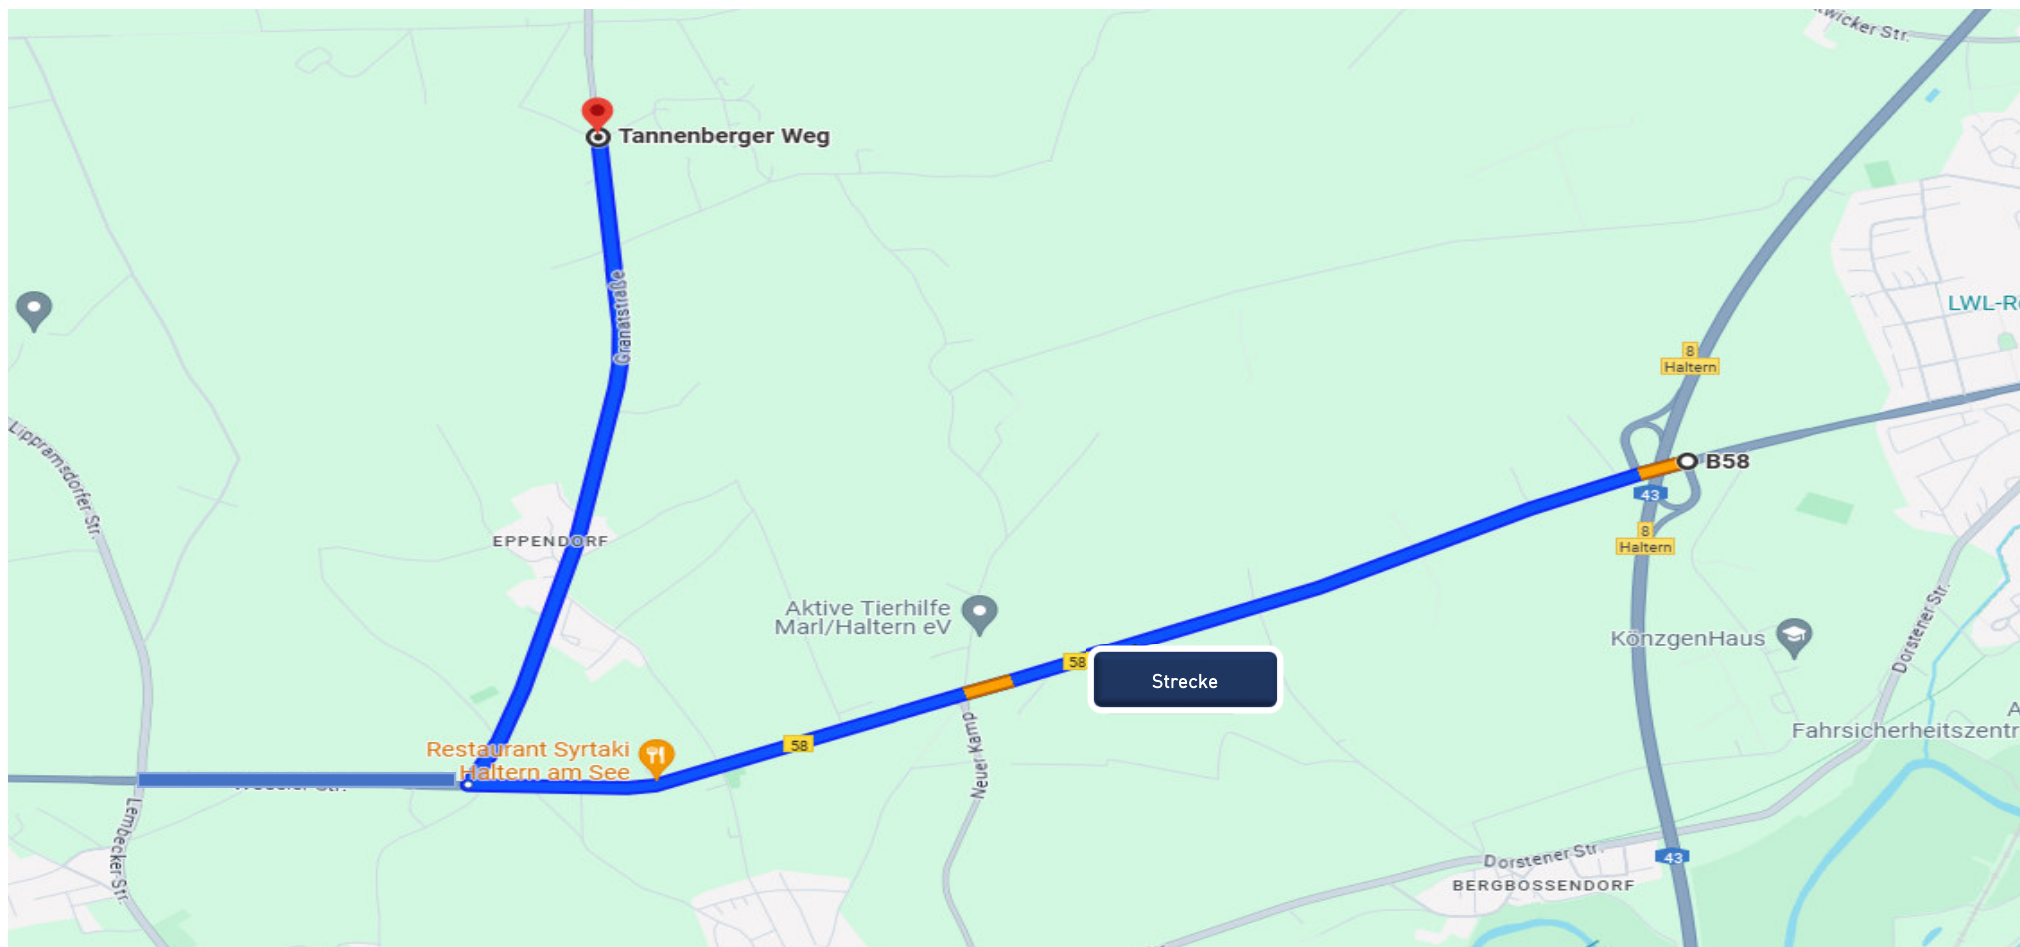 Tannenberger Weg
Granatstraße
8
Haltern
LWL-R
Lippramsdorfer Str.
B58
43
8
Haltern
EPPENDORF
Aktive Tierhilfe
Marl/Haltern eV
58
Strecke
KönzgenHaus
Dorstener Str.
Neuer Kamp
58
Restaurant Syrtaki
Haltern am See
Fahrsicherheitszentr
Lembecker Str.
Dorstener Str.
43
BERGBOSSENDORF